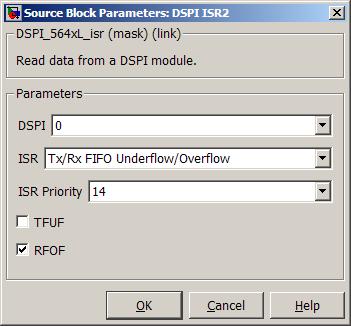 Source Block Parameters: DSPI ISR2
DSPI_564xL_isr (mask) (link)
Read data from a DSPI module.
Parameters
DSPI 0
ISR Tx/Rx FIFO Underflow/Overflow
ISR Priority 14
TFUF
RFOF
OK Cancel Help